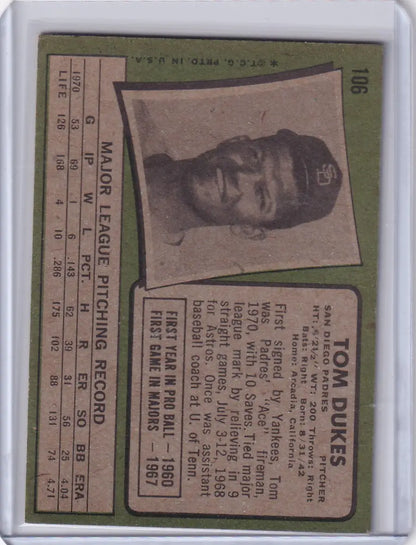 106
*©T.C.G. PRTD. IN U.S.A.
SD
TOM DUKES
SAN DIEGO PADRES PITCHER
HT: 6'2½" WT: 200 Throws: Right
Bats: Right Born: 8/31/42
Home: Arcadia, California
First signed by Yankees, Tom
was Padres' "Ace" fireman,
1970, with 10 Saves. Tied major
league mark by relieving in 9
straight games, July 3-12, 1968
for Astros. Once was assistant
baseball coach at U. of Tenn.
FIRST YEAR IN PRO BALL – 1960
FIRST GAME IN MAJORS – 1967
MAJOR LEAGUE PITCHING RECORD
G IP W L PCT. H R ER SO BB ERA
1970 53 69 1 6 .143 62 39 31 56 25 4.04
LIFE 126 168 4 10 .286 175 102 88 131 74 4.71